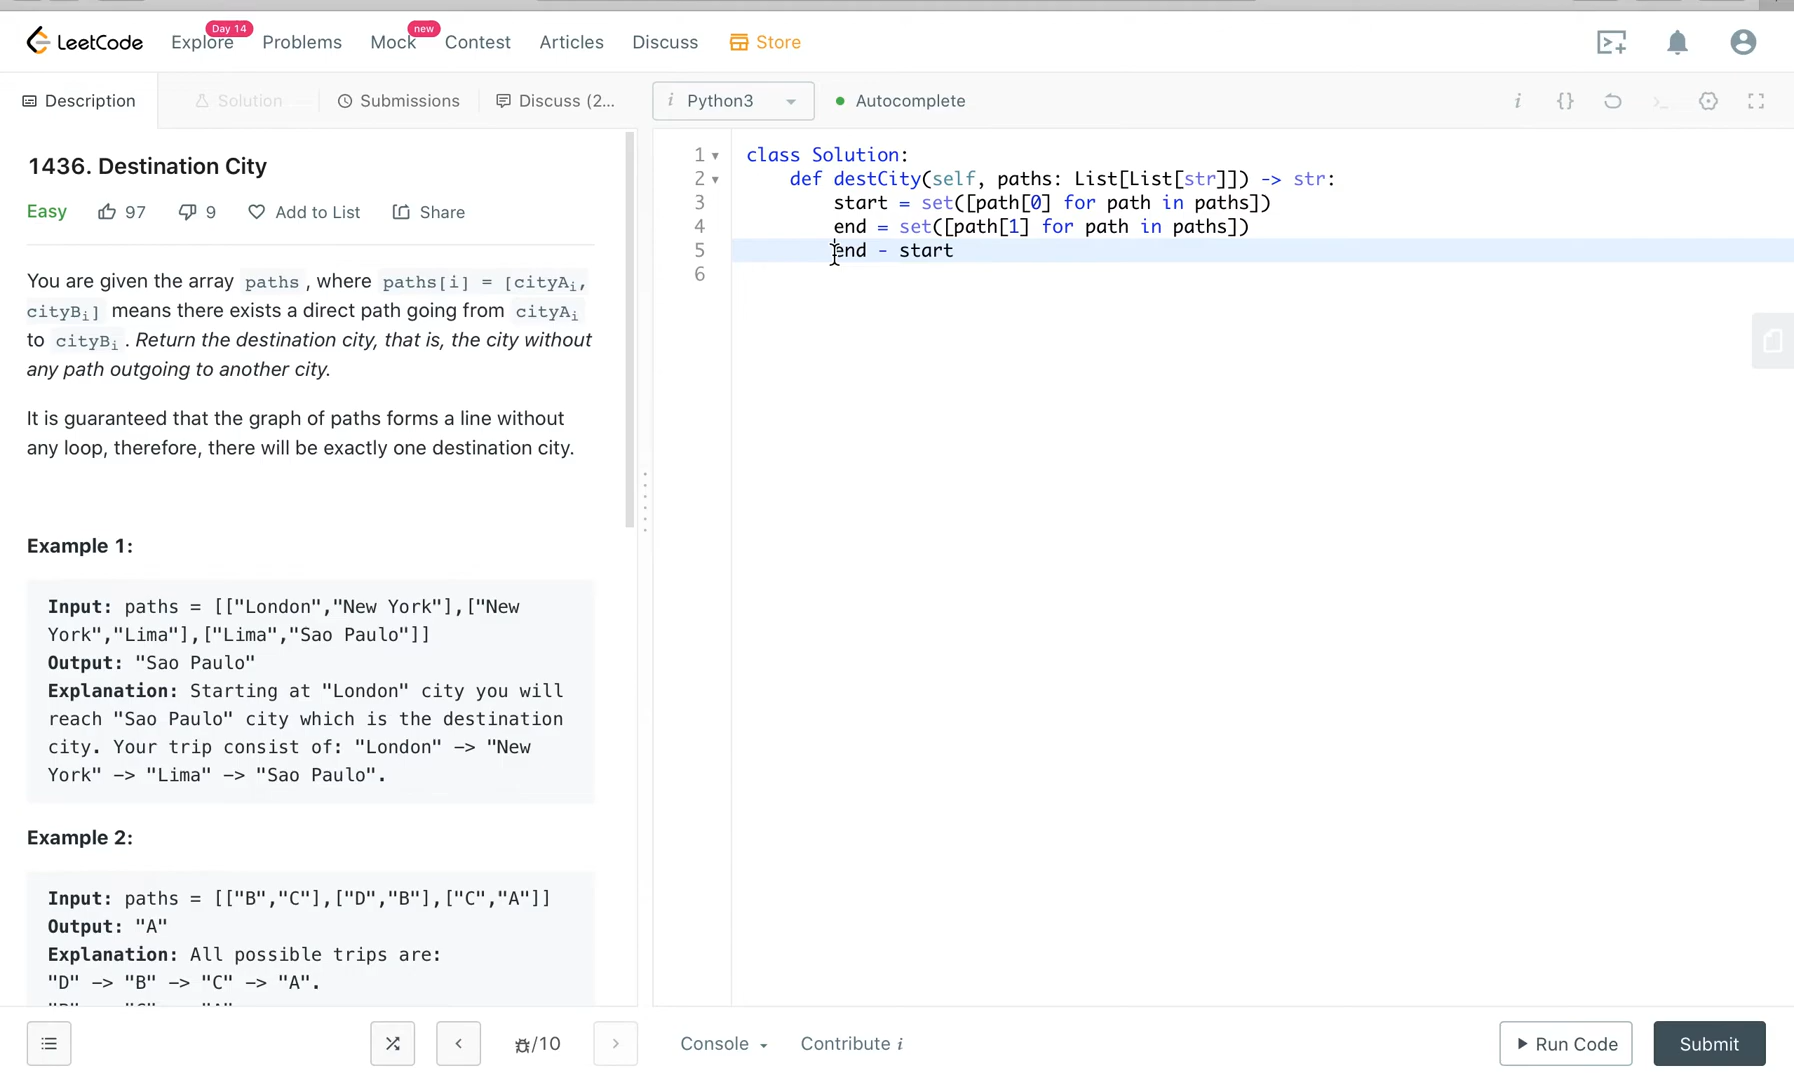 LeetCode
Explore
Day 14
Problems
Mock
new
Contest
Articles
Discuss
Store
Description
Solution
Submissions
Discuss (2...
i Python3
Autocomplete
i
{}
1436. Destination City
Easy
97
9
Add to List
Share
You are given the array paths , where paths[i] = [cityAi,
cityBi] means there exists a direct path going from cityAi
to cityBi . Return the destination city, that is, the city without
any path outgoing to another city.
It is guaranteed that the graph of paths forms a line without
any loop, therefore, there will be exactly one destination city.
Example 1:
Input: paths = [["London","New York"],["New
York","Lima"],["Lima","Sao Paulo"]]
Output: "Sao Paulo"
Explanation: Starting at "London" city you will
reach "Sao Paulo" city which is the destination
city. Your trip consist of: "London" -> "New
York" -> "Lima" -> "Sao Paulo".
Example 2:
Input: paths = [["B","C"],["D","B"],["C","A"]]
Output: "A"
Explanation: All possible trips are:
"D" -> "B" -> "C" -> "A".
1 class Solution:
2 def destCity(self, paths: List[List[str]]) -> str:
3 start = set([path[0] for path in paths])
4 end = set([path[1] for path in paths])
5 end - start
6
/10
Console
Contribute i
Run Code
Submit